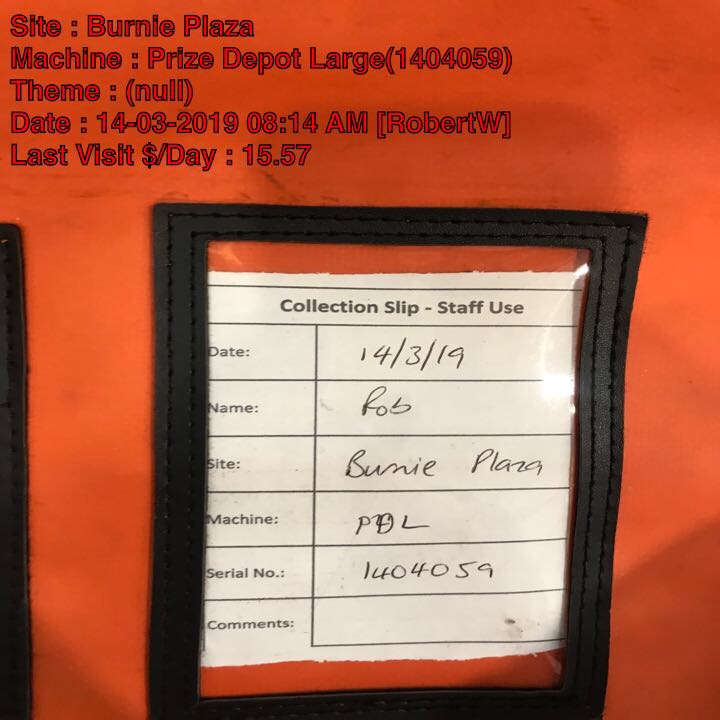 Site : Burnie Plaza
Machine : Prize Depot Large(1404059)
Theme : (null)
Date : 14-03-2019 08:14 AM [RobertW]
Last Visit $/Day : 15.57
Collection Slip - Staff Use
Date: 14/3/19
Name: Rob
Site: Burnie Plaza
Machine: PDL
Serial No.: 1404059
Comments: